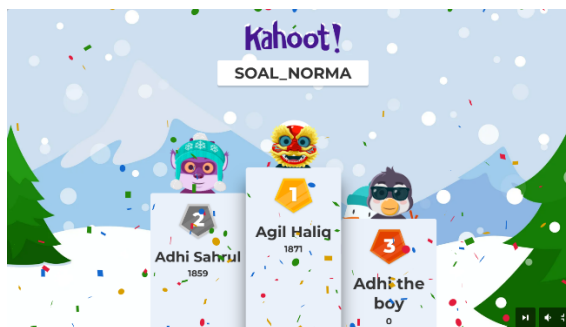 Kahoot!
SOAL_NORMA
1
Agil Haliq
1871
2
Adhi Sahrul
1859
3
Adhi the
boy
0